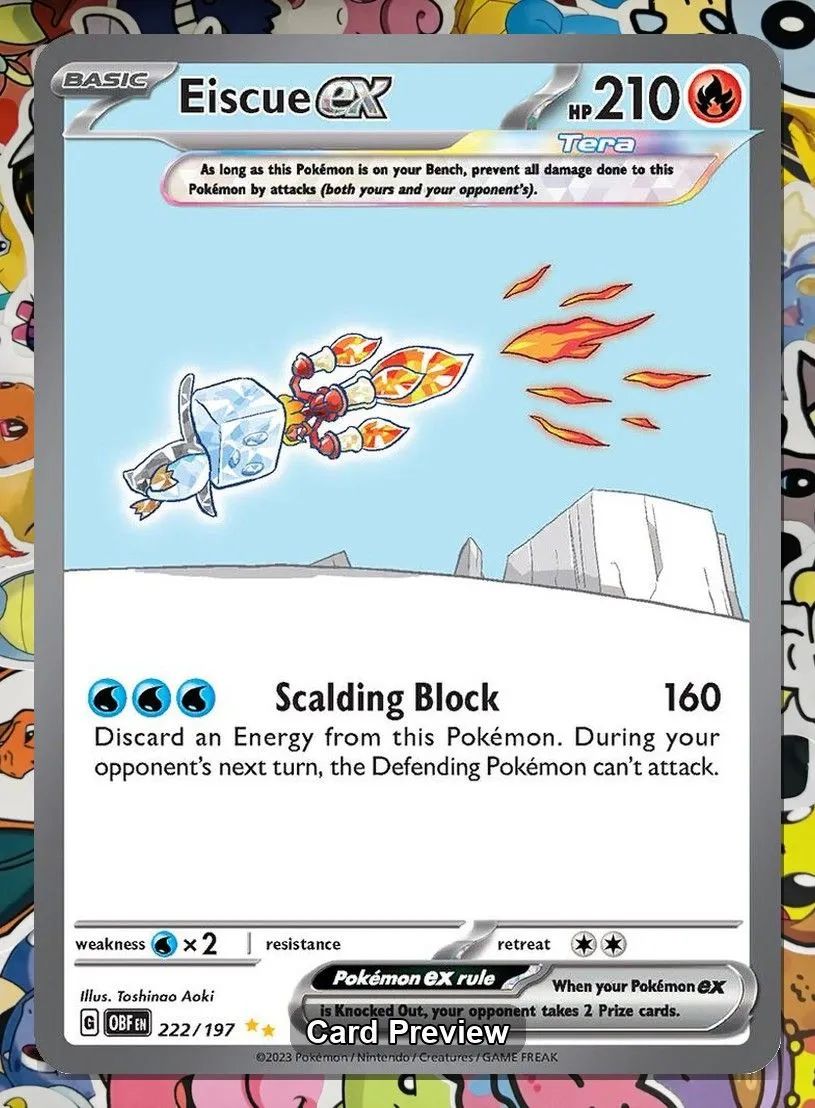 BASIC
Eiscue ex HP 210
Tera
As long as this Pokémon is on your Bench, prevent all damage done to this
Pokémon by attacks (both yours and your opponent's).
Scalding Block 160
Discard an Energy from this Pokémon. During your
opponent's next turn, the Defending Pokémon can't attack.
weakness ×2 resistance retreat
Pokémon ex rule When your Pokémon ex
is Knocked Out, your opponent takes 2 Prize cards.
Illus. Toshinao Aoki
G OBF EN 222/197
Card Preview
©2023 Pokémon / Nintendo / Creatures / GAME FREAK